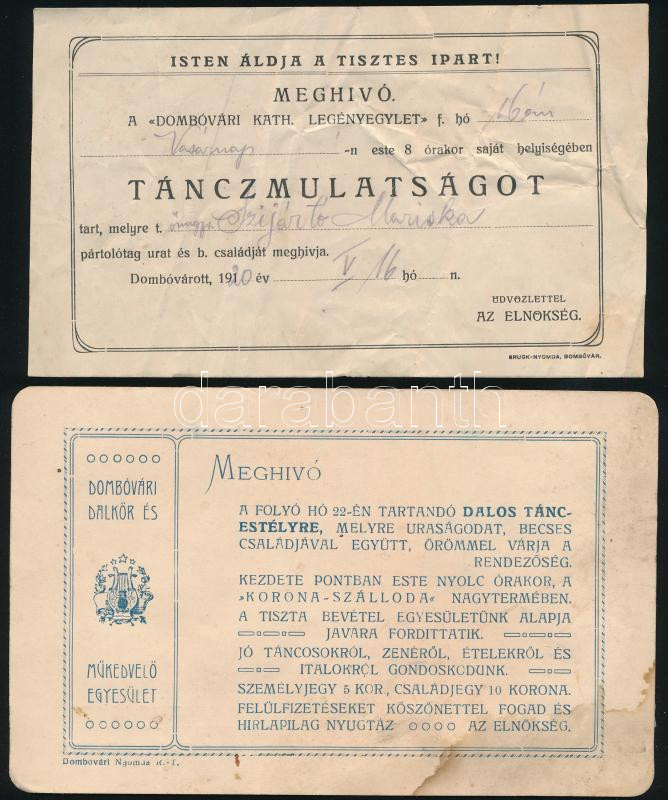 ISTEN ÁLDJA A TISZTES IPART!
MEGHIVÓ.
A «DOMBÓVÁRI KATH. LEGÉNYEGYLET» f. hó 16án
Vasárnap -n este 8 órakor saját helyiségében
TÁNCZMULATSÁGOT
tart, melyre t. Szijártó Mariska
pártolótag urat és b. családját meghivja.
Dombóvárott, 19120 év V 16 hó n.
ÜDVÖZLETTEL
AZ ELNÖKSÉG.
BRUCK-NYOMDA, DOMBÓVÁR.
darabanth
DOMBÓVÁRI
DALKÖR ÉS
MŰKEDVELŐ
EGYESÜLET
MEGHIVÓ
A FOLYÓ HÓ 22-ÉN TARTANDÓ DALOS TÁNC-
ESTÉLYRE, MELYRE URASÁGODAT, BECSES
CSALÁDJÁVAL EGYÜTT, ÖRÖMMEL VÁRJA A
RENDEZŐSÉG.
KEZDETE PONTBAN ESTE NYOLC ÓRAKOR, A
»KORONA-SZÁLLODA« NAGYTERMÉBEN.
A TISZTA BEVÉTEL EGYESÜLETÜNK ALAPJA
JAVÁRA FORDITTATIK.
JÓ TÁNCOSOKRÓL, ZENÉRŐL, ÉTELEKRŐL ÉS
ITALOKRÓL GONDOSKODUNK.
SZEMÉLYJEGY 5 KOR, CSALÁDJEGY 10 KORONA.
FELÜLFIZETÉSEKET KÖSZÖNETTEL FOGAD ÉS
HIRLAPILAG NYUGTÁZ AZ ELNÖKSÉG.
Dombóvári Nyomda R.-T.